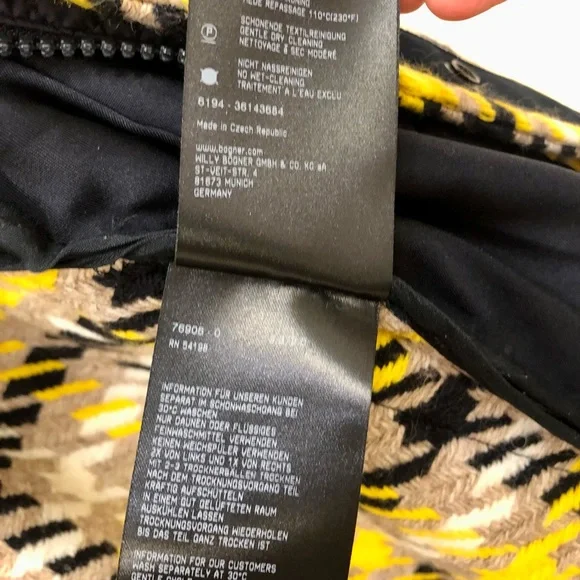 REPASSAGE 110°C(230°F)
SCHONENDE TEXTILREINIGUNG
GENTLE DRY CLEANING
NETTOYAGE Á SEC MODÉRÉ
NICHT NASSREINIGEN
NO WET-CLEANING
TRAITEMENT A L'EAU EXCLU
6194 - 36143684
Made in Czech Republic
www.bogner.com
WILLY BOGNER GMBH & CO. KG aA
ST-VEIT-STR. 4
81673 MUNICH
GERMANY
76906 - 0
RN 54198
INFORMATION FÜR UNSEREN KUNDEN
SEPARAT IM SCHONWASCHGANG BEI
30°C WASCHEN
NUR DAUNEN ODER FLÜSSIGES
FEINWASCHMITTEL VERWENDEN
KEINEN WEICHSPÜLER VERWENDEN
2X VON LINKS UND 1X VON RECHTS
MIT 2-3 TROCKNERBÄLLEN TROCKNEN
NACH DEM TROCKNUNGSVORGANG TEIL
KRÄFTIG AUFSCHÜTTELN
IN EINEM GUT GELÜFTETEN RAUM
AUSKÜHLEN LASSEN
TROCKNUNGSVORGANG WIEDERHOLEN
BIS DAS TEIL GANZ TROCKEN IST
INFORMATION FOR OUR CUSTOMERS
WASH SEPARATELY AT 30°C